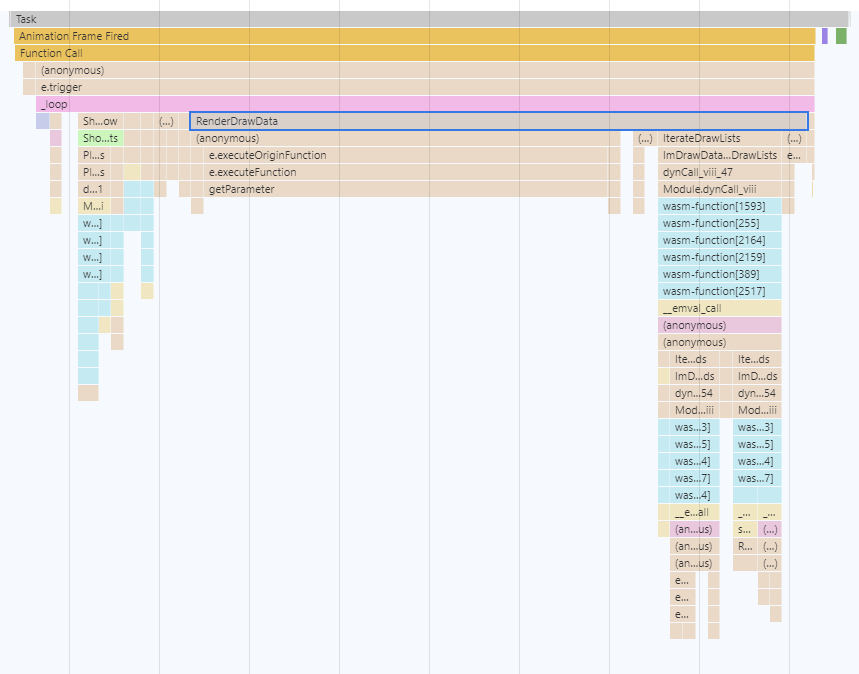 Task
Animation Frame Fired
Function Call
(anonymous)
e.trigger
_loop
Sh...ow (...) RenderDrawData
Sho...ts (anonymous) (...) IterateDrawLists (...)
Pl...s e.executeOriginFunction ImDrawData...DrawLists e...
Pl...s e.executeFunction dynCall_viii_47
d...1 getParameter Module.dynCall_viii
M...i wasm-function[1593]
w...] wasm-function[255]
w...] wasm-function[2164]
w...] wasm-function[2159]
w...] wasm-function[389]
wasm-function[2517]
__emval_call
(anonymous)
(anonymous)
Ite...ds Ite...ds
ImD...ds ImD...ds
dyn...54 dyn...54
Mod...iii Mod...iii
was...3] was...3]
was...5] was...5]
was...4] was...4]
was...7] was...7]
was...4]
__e...all _... _...
(an...us) s... (...)
(an...us) R... (...)
(an...us) (...)
e...
e...
e...